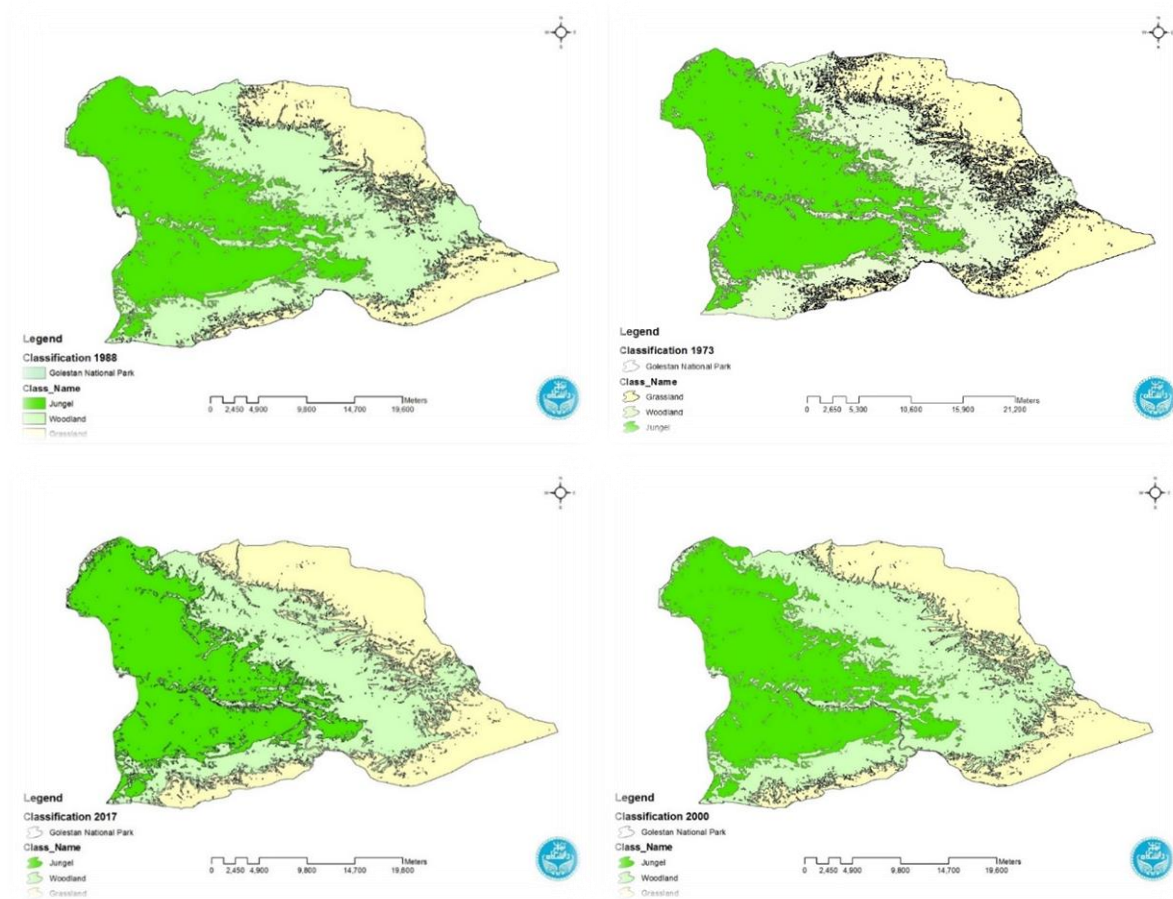 Legend
Classification 1988
Golestan National Park
Class_Name
Jungel
Woodland
Grassland
0 2,450 4,900 9,800 14,700 19,600
Meters
Legend
Classification 1973
Golestan National Park
Class_Name
Grassland
Woodland
Jungel
0 2,650 5,300 10,600 15,900 21,200
Meters
Legend
Classification 2017
Golestan National Park
Class_Name
Jungel
Woodland
Grassland
0 2,450 4,900 9,800 14,700 19,600
Meters
Legend
Classification 2000
Golestan National Park
Class_Name
Jungel
Woodland
Grassland
0 2,450 4,900 9,800 14,700 19,600
Meters